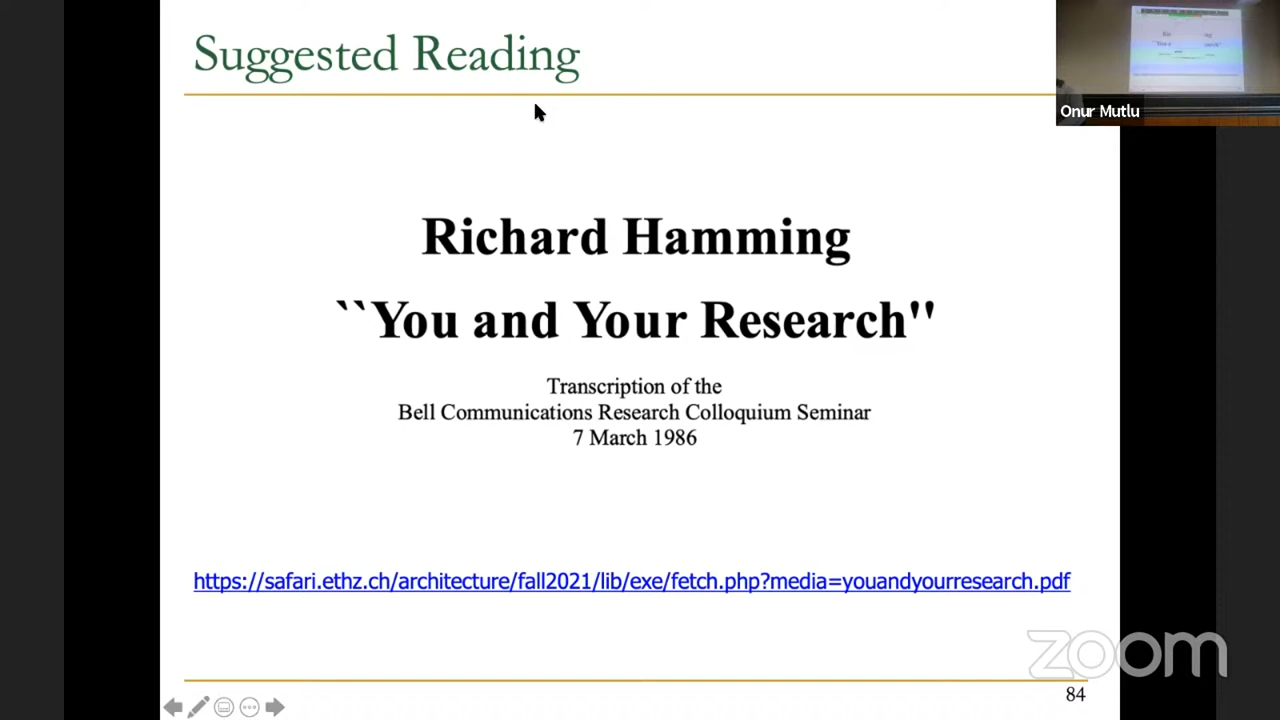 Suggested Reading
Onur Mutlu
Richard Hamming
``You and Your Research''
Transcription of the
Bell Communications Research Colloquium Seminar
7 March 1986
https://safari.ethz.ch/architecture/fall2021/lib/exe/fetch.php?media=youandyourresearch.pdf
zoom
84